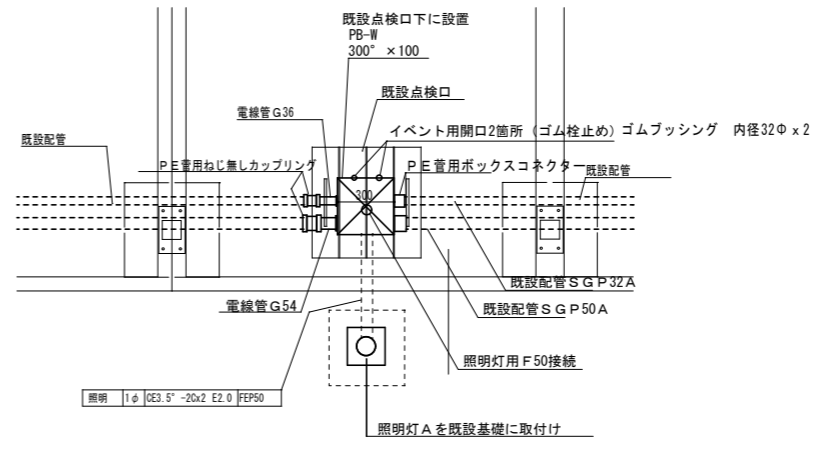 既設点検口下に設置
PB-W
300° ×100
既設点検口
電線管G36
イベント用開口2箇所（ゴム栓止め）ゴムブッシング　内径32Φｘ2
既設配管
ＰＥ管用ねじ無しカップリング
ＰＥ管用ボックスコネクター
既設配管
300
既設配管ＳＧＰ32Ａ
電線管Ｇ54
既設配管ＳＧＰ50Ａ
照明灯用Ｆ50接続
照明 1φ CE3.5°-2Cx2 E2.0 FEP50
照明灯Ａを既設基礎に取付け